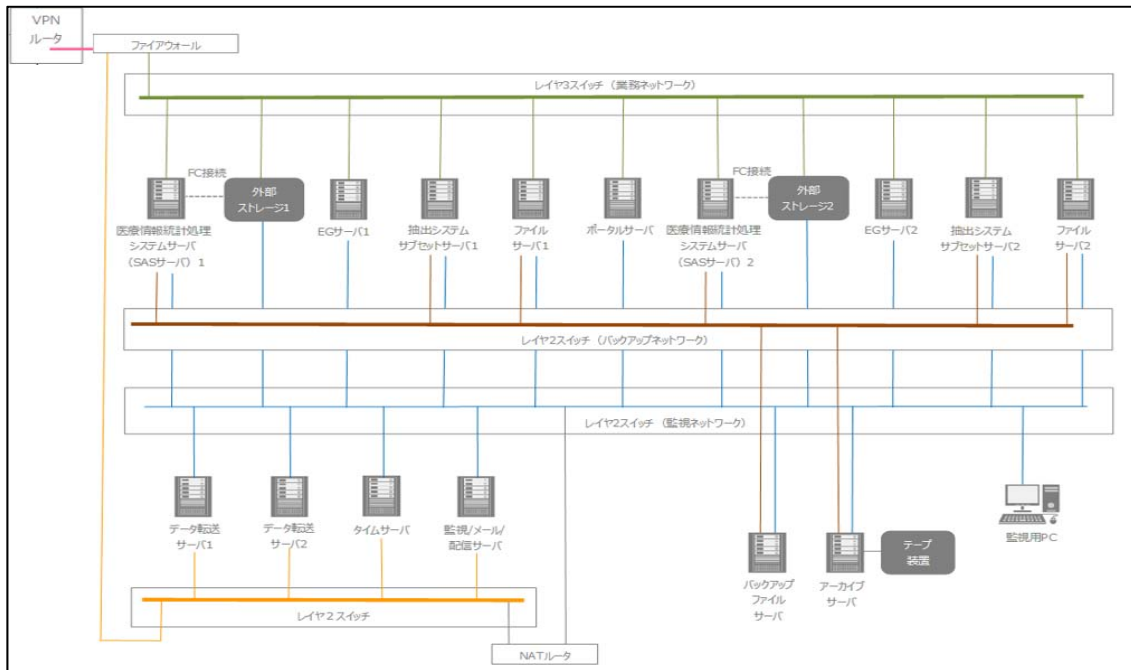 VPN
ルータ
ファイアウォール
レイヤ3スイッチ（業務ネットワーク）
FC接続
外部
ストレージ1
FC接続
外部
ストレージ2
医療情報統計処理
システムサーバ
（SASサーバ）1
EGサーバ1
抽出システム
サブセットサーバ1
ファイル
サーバ1
ポータルサーバ
医療情報統計処理
システムサーバ
（SASサーバ）2
EGサーバ2
抽出システム
サブセットサーバ2
ファイル
サーバ2
レイヤ2スイッチ（バックアップネットワーク）
レイヤ2スイッチ（監視ネットワーク）
データ転送
サーバ1
データ転送
サーバ2
タイムサーバ
監視/メール/
配信サーバ
バックアップ
ファイル
サーバ
アーカイブ
サーバ
テープ
装置
監視用PC
レイヤ２スイッチ
NATルータ